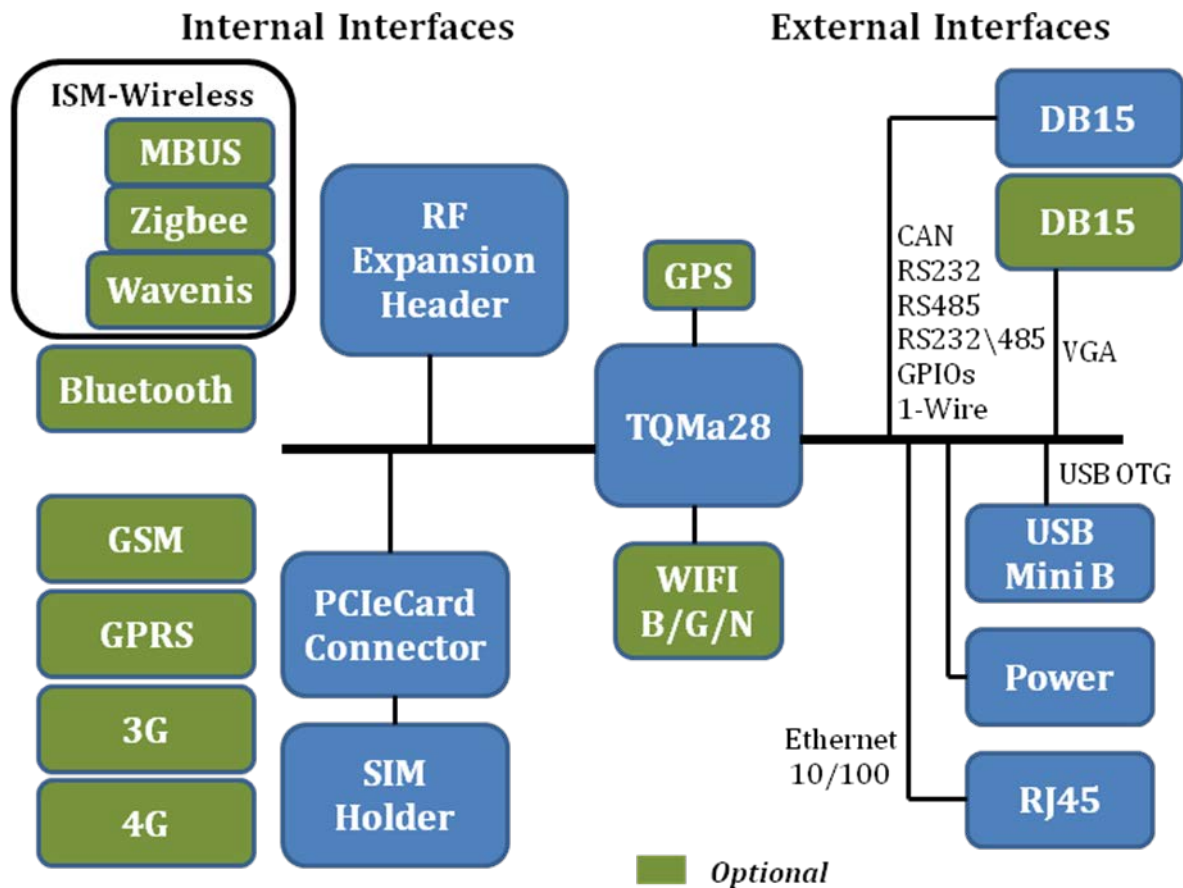 Internal Interfaces
External Interfaces
ISM-Wireless
MBUS
Zigbee
Wavenis
Bluetooth
GSM
GPRS
3G
4G
RF
Expansion
Header
PCIeCard
Connector
SIM
Holder
GPS
TQMa28
WIFI
B/G/N
DB15
DB15
CAN
RS232
RS485
RS232\485
GPIOs
1-Wire
VGA
USB OTG
USB
Mini B
Power
Ethernet
10/100
RJ45
Optional